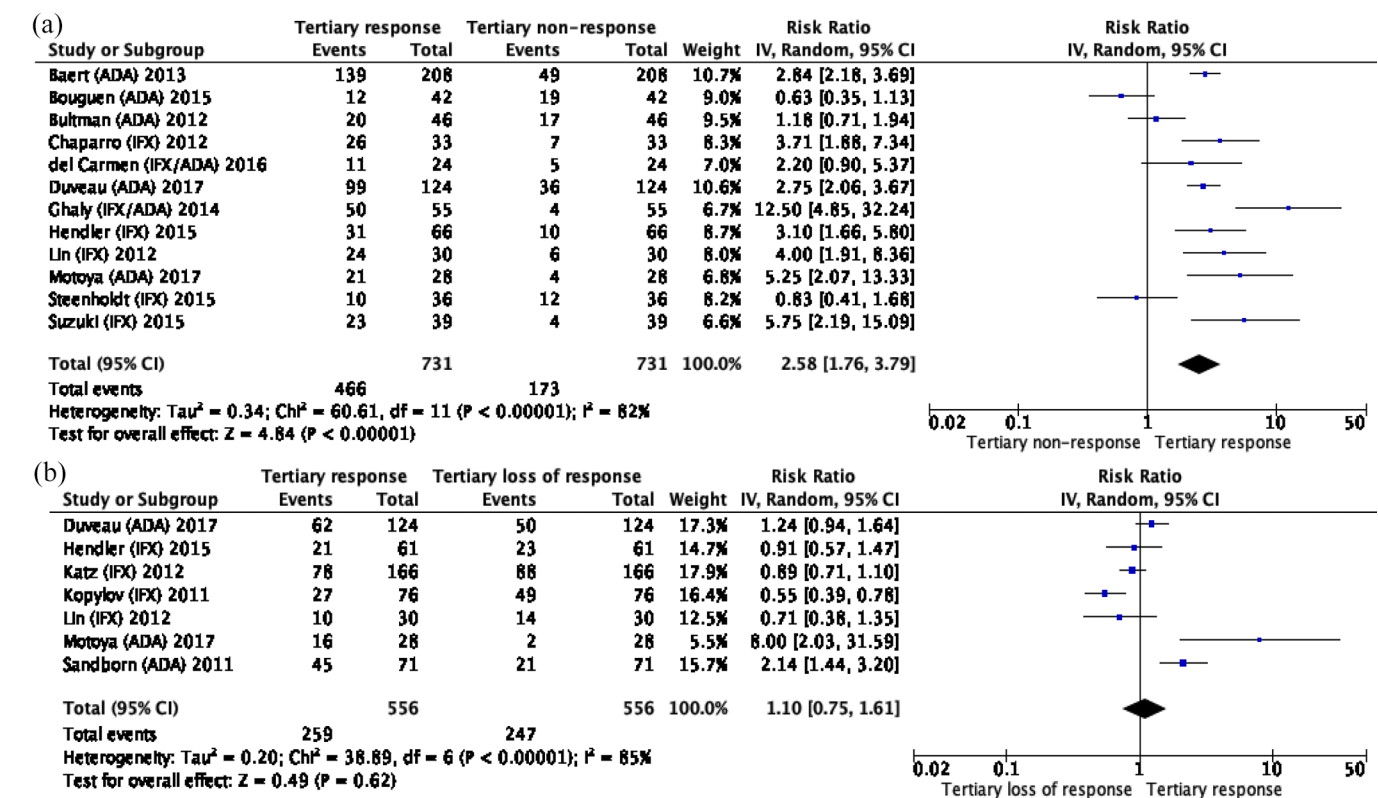 (a)
Tertiary response Tertiary non-response Risk Ratio Risk Ratio
Study or Subgroup Events Total Events Total Weight IV, Random, 95% CI IV, Random, 95% CI
Baert (ADA) 2013 139 208 49 208 10.7% 2.84 [2.18, 3.69]
Bouguen (ADA) 2015 12 42 19 42 9.0% 0.63 [0.35, 1.13]
Bultman (ADA) 2012 20 46 17 46 9.5% 1.18 [0.71, 1.94]
Chaparro (IFX) 2012 26 33 7 33 8.3% 3.71 [1.88, 7.34]
del Carmen (IFX/ADA) 2016 11 24 5 24 7.0% 2.20 [0.90, 5.37]
Duveau (ADA) 2017 99 124 36 124 10.6% 2.75 [2.06, 3.67]
Ghaly (IFX/ADA) 2014 50 55 4 55 6.7% 12.50 [4.85, 32.24]
Hendler (IFX) 2015 31 66 10 66 8.7% 3.10 [1.66, 5.80]
Lin (IFX) 2012 24 30 6 30 8.0% 4.00 [1.91, 8.36]
Motoya (ADA) 2017 21 28 4 28 6.8% 5.25 [2.07, 13.33]
Steenholdt (IFX) 2015 10 36 12 36 8.2% 0.83 [0.41, 1.68]
Suzuki (IFX) 2015 23 39 4 39 6.6% 5.75 [2.19, 15.09]
Total (95% CI) 731 731 100.0% 2.58 [1.76, 3.79]
Total events 466 173
Heterogeneity: Tau² = 0.34; Chi² = 60.61, df = 11 (P < 0.00001); I² = 82%
Test for overall effect: Z = 4.84 (P < 0.00001)
0.02 0.1 1 10 50
Tertiary non-response Tertiary response
(b)
Tertiary response Tertiary loss of response Risk Ratio Risk Ratio
Study or Subgroup Events Total Events Total Weight IV, Random, 95% CI IV, Random, 95% CI
Duveau (ADA) 2017 62 124 50 124 17.3% 1.24 [0.94, 1.64]
Hendler (IFX) 2015 21 61 23 61 14.7% 0.91 [0.57, 1.47]
Katz (IFX) 2012 78 166 88 166 17.9% 0.89 [0.71, 1.10]
Kopylov (IFX) 2011 27 76 49 76 16.4% 0.55 [0.39, 0.78]
Lin (IFX) 2012 10 30 14 30 12.5% 0.71 [0.38, 1.35]
Motoya (ADA) 2017 16 28 2 28 5.5% 8.00 [2.03, 31.59]
Sandborn (ADA) 2011 45 71 21 71 15.7% 2.14 [1.44, 3.20]
Total (95% CI) 556 556 100.0% 1.10 [0.75, 1.61]
Total events 259 247
Heterogeneity: Tau² = 0.20; Chi² = 38.89, df = 6 (P < 0.00001); I² = 85%
Test for overall effect: Z = 0.49 (P = 0.62)
0.02 0.1 1 10 50
Tertiary loss of response Tertiary response